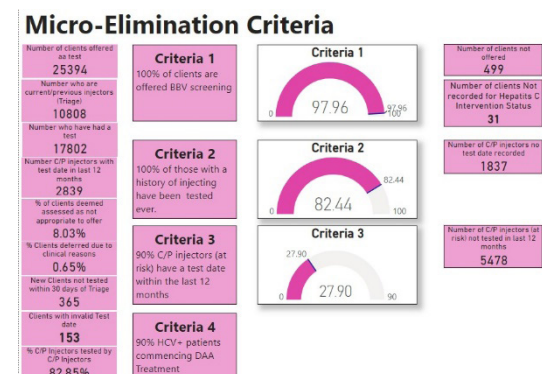 Micro-Elimination Criteria
Number of clients offered
aa test
25394
Number who are
current/previous injectors
(Triage)
10808
Number who have had a
test
17802
Number C/P injectors with
test date in last 12
months
2839
% of clients deemed
assessed as not
appropriate to offer
8.03%
% Clients deferred due to
clinical reasons
0.65%
New Clients not tested
within 30 days of Triage
365
Clients with invalid Test
date
153
% C/P Injectors tested by
C/P Injectors
82.85%
Criteria 1
100% of clients are
offered BBV screening
Criteria 2
100% of those with a
history of injecting
have been tested
ever.
Criteria 3
90% C/P injectors (at
risk) have a test date
within the last 12
months
Criteria 4
90% HCV+ patients
commencing DAA
Treatment
Criteria 1
97.96
0
97.96
100
Criteria 2
82.44
82.44
0
100
Criteria 3
27.90
27.90
0
90
Number of clients not
offered
499
Number of clients Not
recorded for Hepatits C
Intervention Status
31
Number of C/P injectors no
test date recorded
1837
Number of C/P injectors (at
risk) not tested in last 12
months
5478